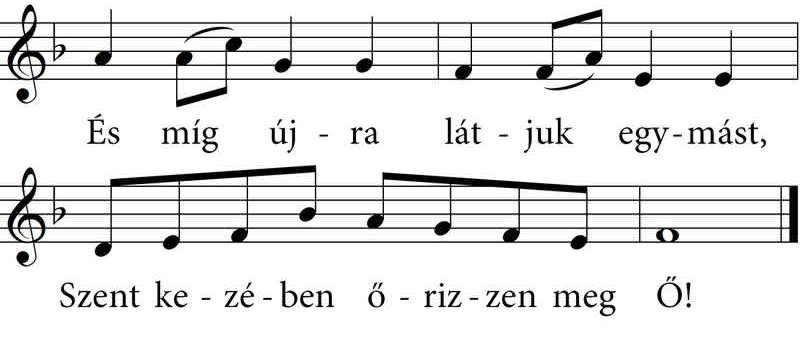 És míg új - ra lát - juk egy - mást,
Szent ke - zé - ben ő - riz - zen meg Ő!